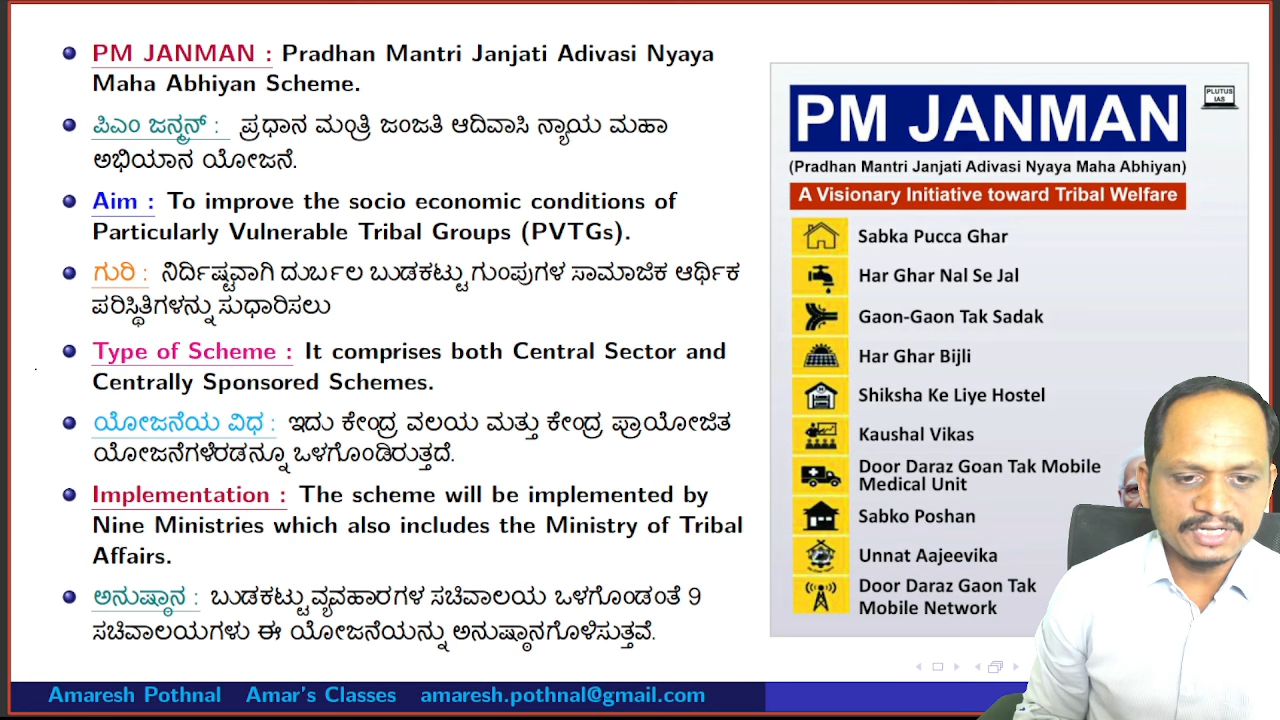 PM JANMAN : Pradhan Mantri Janjati Adivasi Nyaya
Maha Abhiyan Scheme.
ಪಿಎಂ ಜನ್ಮನ್ : ಪ್ರಧಾನ ಮಂತ್ರಿ ಜಂಜತಿ ಆದಿವಾಸಿ ನ್ಯಾಯ ಮಹಾ
ಅಭಿಯಾನ ಯೋಜನೆ.
Aim : To improve the socio economic conditions of
Particularly Vulnerable Tribal Groups (PVTGs).
ಗುರಿ : ನಿರ್ದಿಷ್ಟವಾಗಿ ದುರ್ಬಲ ಬುಡಕಟ್ಟು ಗುಂಪುಗಳ ಸಾಮಾಜಿಕ ಆರ್ಥಿಕ
ಪರಿಸ್ಥಿತಿಗಳನ್ನು ಸುಧಾರಿಸಲು
Type of Scheme : It comprises both Central Sector and
Centrally Sponsored Schemes.
ಯೋಜನೆಯ ವಿಧ : ಇದು ಕೇಂದ್ರ ವಲಯ ಮತ್ತು ಕೇಂದ್ರ ಪ್ರಾಯೋಜಿತ
ಯೋಜನೆಗಳೆರಡನ್ನೂ ಒಳಗೊಂಡಿರುತ್ತದೆ.
Implementation : The scheme will be implemented by
Nine Ministries which also includes the Ministry of Tribal
Affairs.
ಅನುಷ್ಠಾನ : ಬುಡಕಟ್ಟು ವ್ಯವಹಾರಗಳ ಸಚಿವಾಲಯ ಒಳಗೊಂಡಂತೆ 9
ಸಚಿವಾಲಯಗಳು ಈ ಯೋಜನೆಯನ್ನು ಅನುಷ್ಠಾನಗೊಳಿಸುತ್ತವೆ.
PLUTUS
IAS
PM JANMAN
(Pradhan Mantri Janjati Adivasi Nyaya Maha Abhiyan)
A Visionary Initiative toward Tribal Welfare
Sabka Pucca Ghar
Har Ghar Nal Se Jal
Gaon-Gaon Tak Sadak
Har Ghar Bijli
Shiksha Ke Liye Hostel
Kaushal Vikas
Door Daraz Goan Tak Mobile
Medical Unit
Sabko Poshan
Unnat Aajeevika
Door Daraz Gaon Tak
Mobile Network
Amaresh Pothnal Amar's Classes amaresh.pothnal@gmail.com